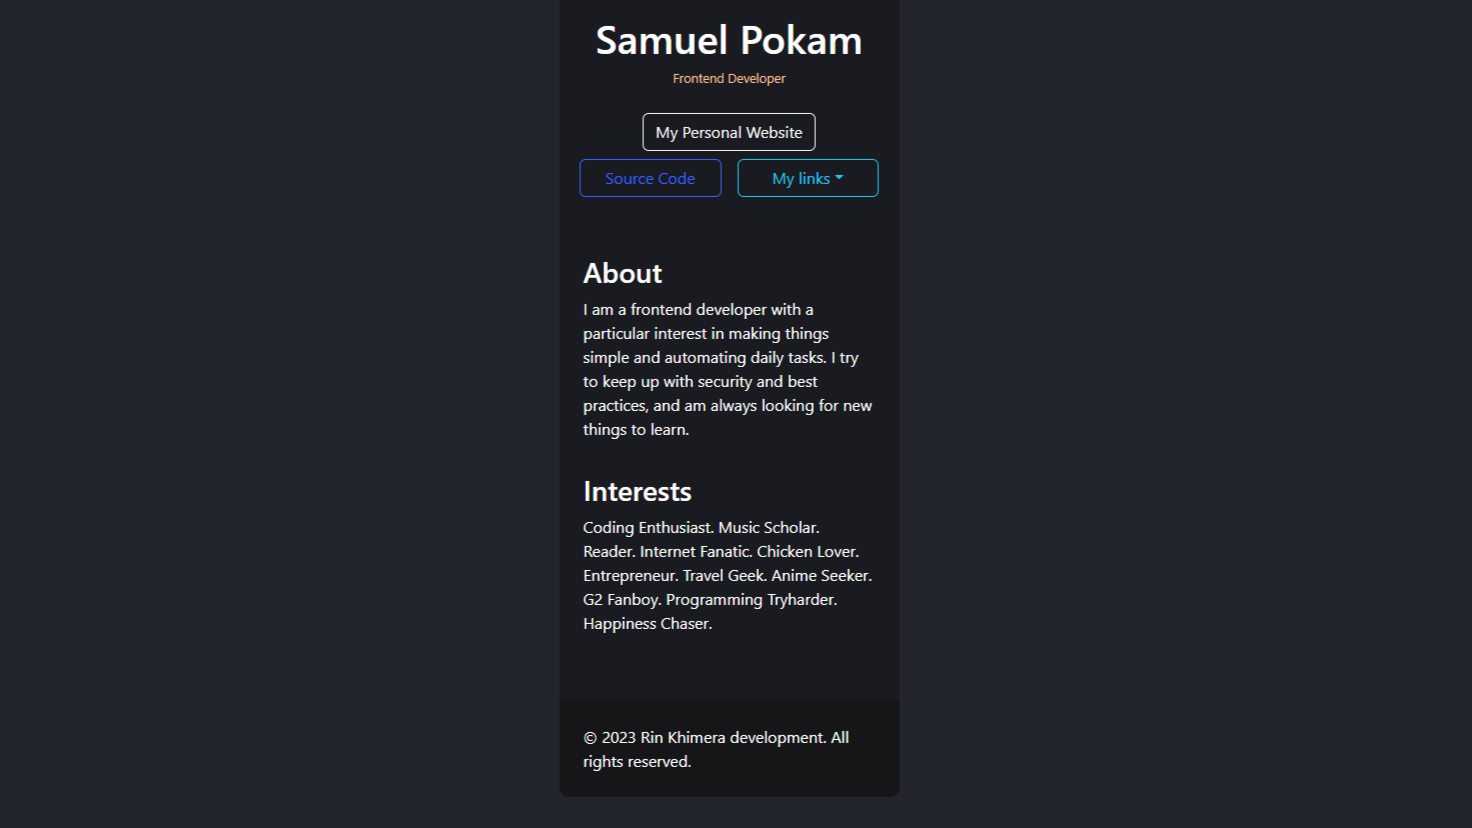 Samuel Pokam
Frontend Developer
My Personal Website
Source Code
My links
About
I am a frontend developer with a
particular interest in making things
simple and automating daily tasks. I try
to keep up with security and best
practices, and am always looking for new
things to learn.
Interests
Coding Enthusiast. Music Scholar.
Reader. Internet Fanatic. Chicken Lover.
Entrepreneur. Travel Geek. Anime Seeker.
G2 Fanboy. Programming Tryharder.
Happiness Chaser.
© 2023 Rin Khimera development. All
rights reserved.